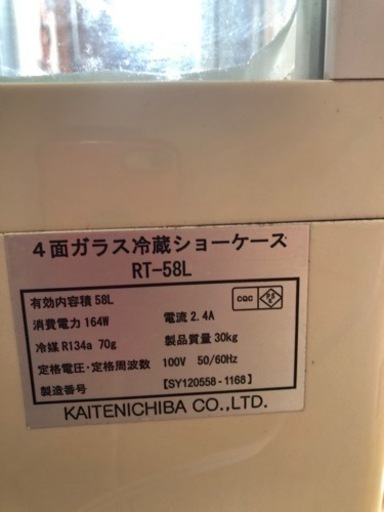 4面ガラス冷蔵ショーケース
RT-58L
有効内容積 58L
消費電力 164W 電流 2.4A
冷媒 R134a 70g 製品質量 30kg
定格電圧・定格周波数 100V 50/60Hz
製造番号 [SY120558-1168]
CQC
KAITENICHIBA CO.,LTD.